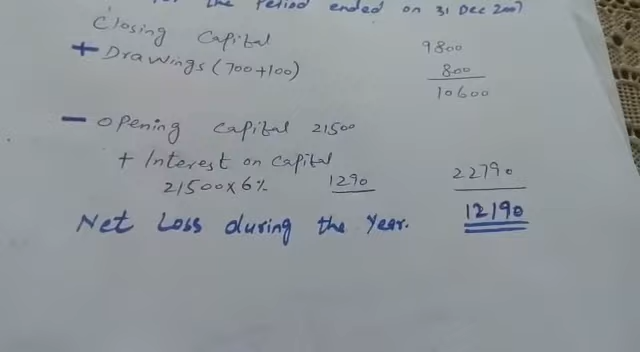 the Period ended on 31 Dec 2007
Closing Capital 9800
+ Drawings (700+100) 800
10600
- Opening Capital 21500
+ Interest on Capital
21500x6% 1290 22790
Net Loss during the Year. 12190